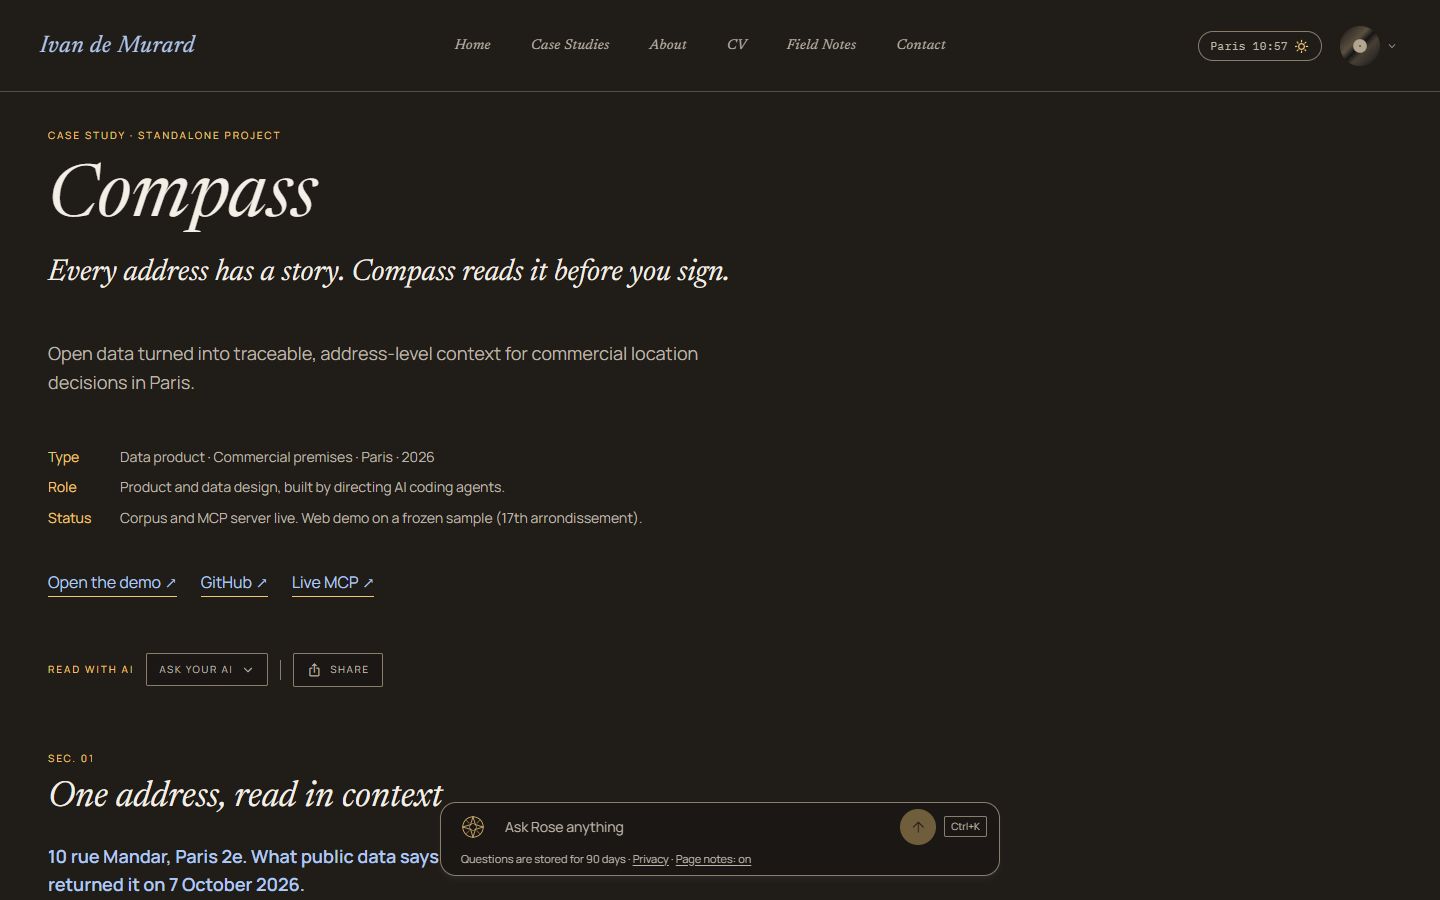 Ivan de Murard
Home Case Studies About CV Field Notes Contact
Paris 10:57
CASE STUDY · STANDALONE PROJECT
Compass
Every address has a story. Compass reads it before you sign.
Open data turned into traceable, address-level context for commercial location
decisions in Paris.
Type Data product · Commercial premises · Paris · 2026
Role Product and data design, built by directing AI coding agents.
Status Corpus and MCP server live. Web demo on a frozen sample (17th arrondissement).
Open the demo ↗ GitHub ↗ Live MCP ↗
READ WITH AI ASK YOUR AI SHARE
SEC. 01
One address, read in context
10 rue Mandar, Paris 2e. What public data says
returned it on 7 October 2026.
Ask Rose anything
Ctrl+K
Questions are stored for 90 days · Privacy · Page notes: on